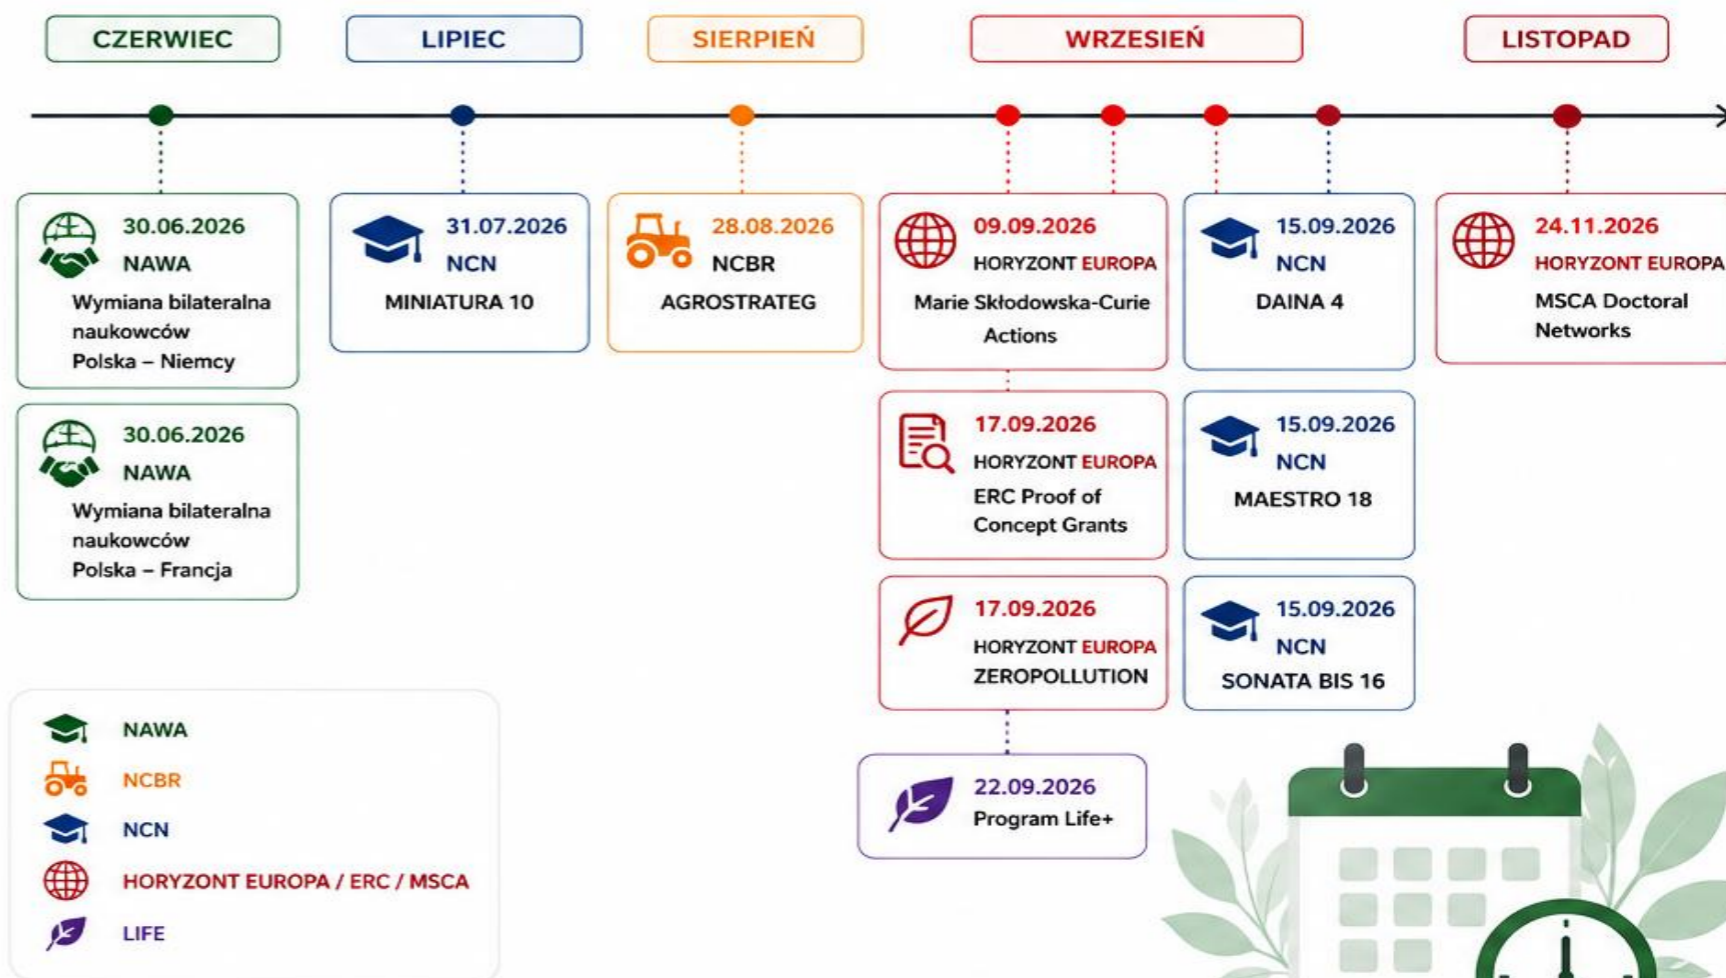 CZERWIEC
LIPIEC
SIERPIEŃ
WRZESIEŃ
LISTOPAD
30.06.2026
NAWA
Wymiana bilateralna
naukowców
Polska – Niemcy
30.06.2026
NAWA
Wymiana bilateralna
naukowców
Polska – Francja
31.07.2026
NCN
MINIATURA 10
28.08.2026
NCBR
AGROSTRATEG
09.09.2026
HORYZONT EUROPA
Marie Skłodowska-Curie
Actions
17.09.2026
HORYZONT EUROPA
ERC Proof of
Concept Grants
17.09.2026
HORYZONT EUROPA
ZEROPOLLUTION
22.09.2026
Program Life+
15.09.2026
NCN
DAINA 4
15.09.2026
NCN
MAESTRO 18
15.09.2026
NCN
SONATA BIS 16
24.11.2026
HORYZONT EUROPA
MSCA Doctoral
Networks
NAWA
NCBR
NCN
HORYZONT EUROPA / ERC / MSCA
LIFE